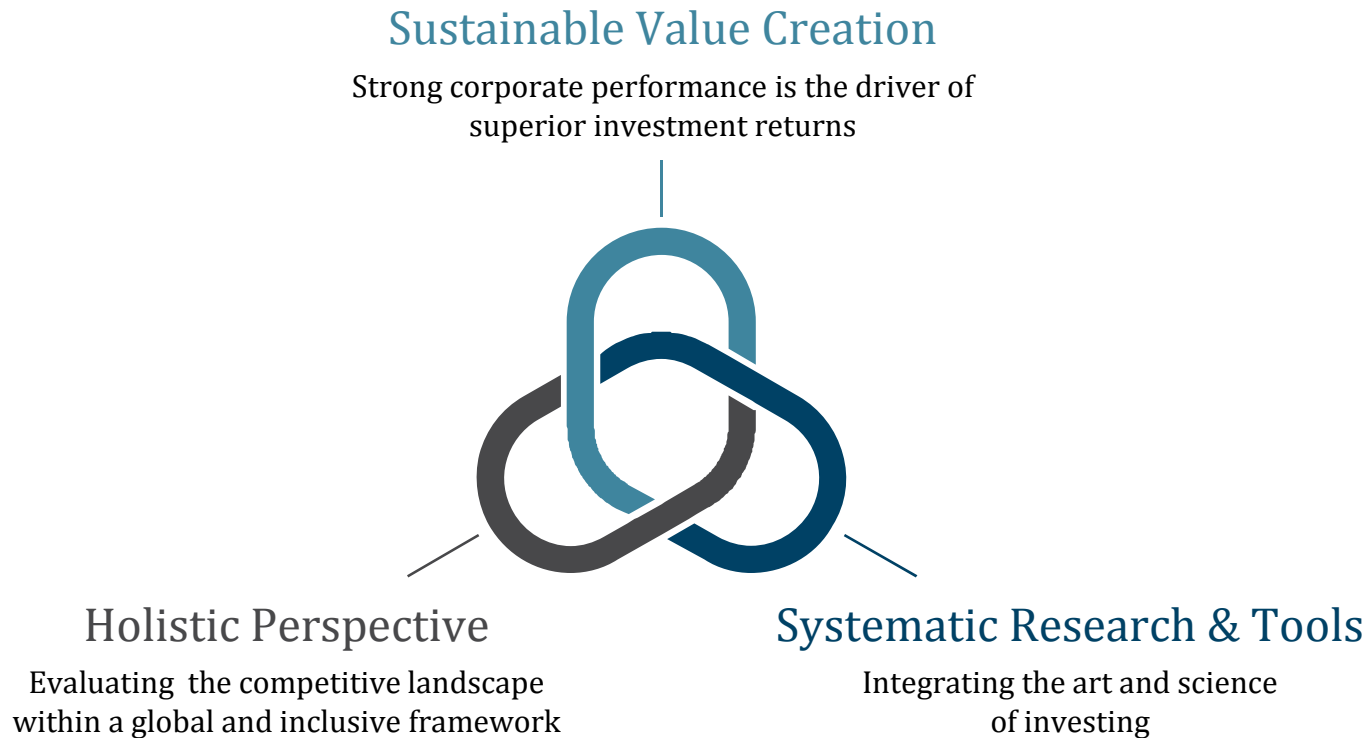 Sustainable Value Creation
Strong corporate performance is the driver of
superior investment returns
Holistic Perspective
Evaluating  the competitive landscape
within a global and inclusive framework
Systematic Research & Tools
Integrating the art and science
of investing